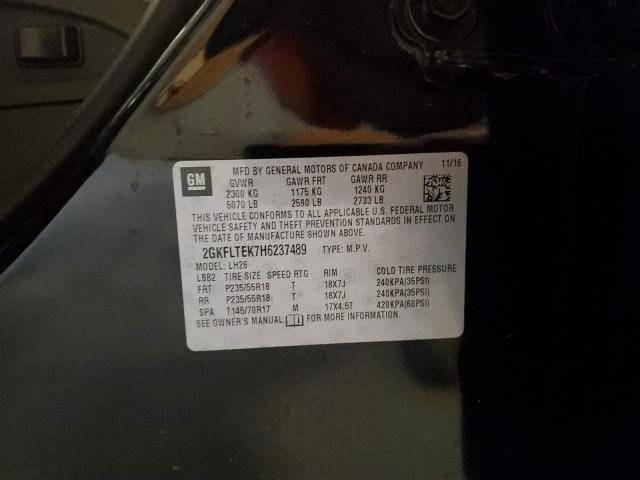 GM
MFD BY GENERAL MOTORS OF CANADA COMPANY 11/16
GVWR GAWR FRT GAWR RR
2300 KG 1175 KG 1240 KG
5070 LB 2590 LB 2733 LB
THIS VEHICLE CONFORMS TO ALL APPLICABLE U.S. FEDERAL MOTOR
VEHICLE SAFETY AND THEFT PREVENTION STANDARDS IN EFFECT ON
THE DATE OF MANUFACTURE SHOWN ABOVE.
2GKFLTEK7H6237489 TYPE: M.P.V.
MODEL: LH26
LBB2 TIRE SIZE SPEED RTG RIM COLD TIRE PRESSURE
FRT P235/55R18 T 18X7J 240KPA(35PSI)
RR P235/55R18 T 18X7J 240KPA(35PSI)
SPA T145/70R17 M 17X4.5T 420KPA(60PSI)
SEE OWNER'S MANUAL FOR MORE INFORMATION.